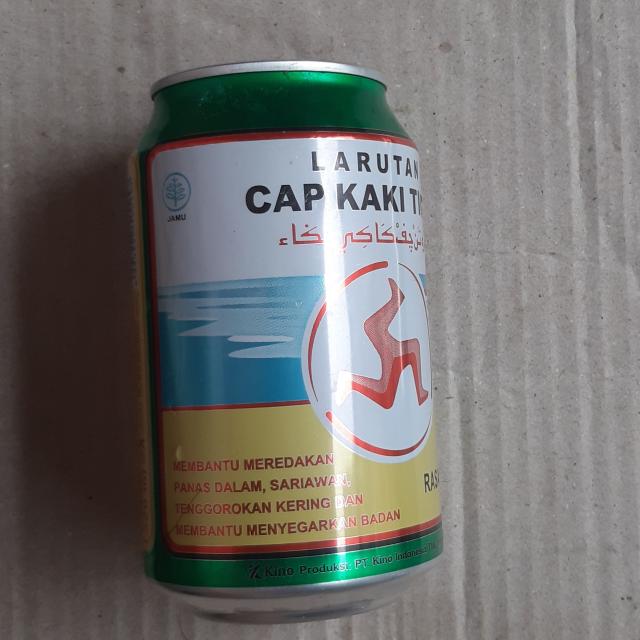 JAMU
LARUTAN
CAP KAKI
MEMBANTU MEREDAKAN
PANAS DALAM, SARIAWAN,
TENGGOROKAN KERING DAN
MEMBANTU MENYEGARKAN BADAN
Kino Produksi, PT Kino Indonesia